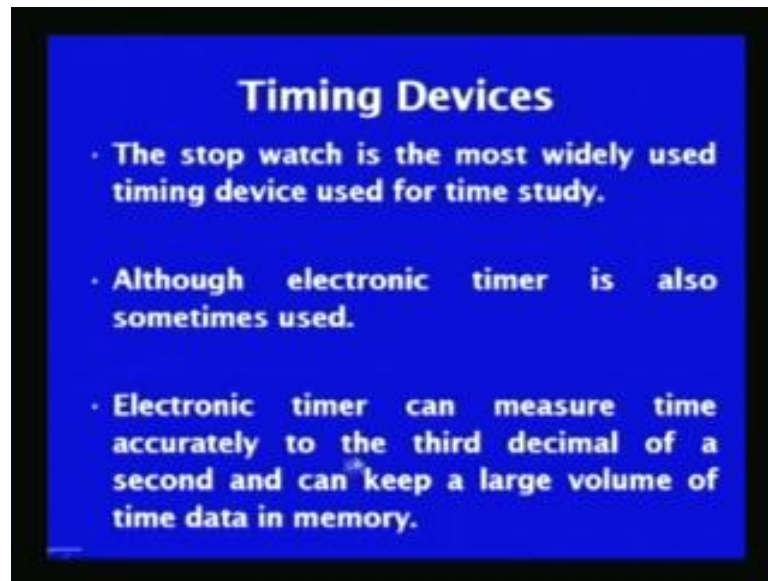 Timing Devices
· The stop watch is the most widely used
timing device used for time study.
· Although electronic timer is also
sometimes used.
· Electronic timer can measure time
accurately to the third decimal of a
second and can keep a large volume of
time data in memory.